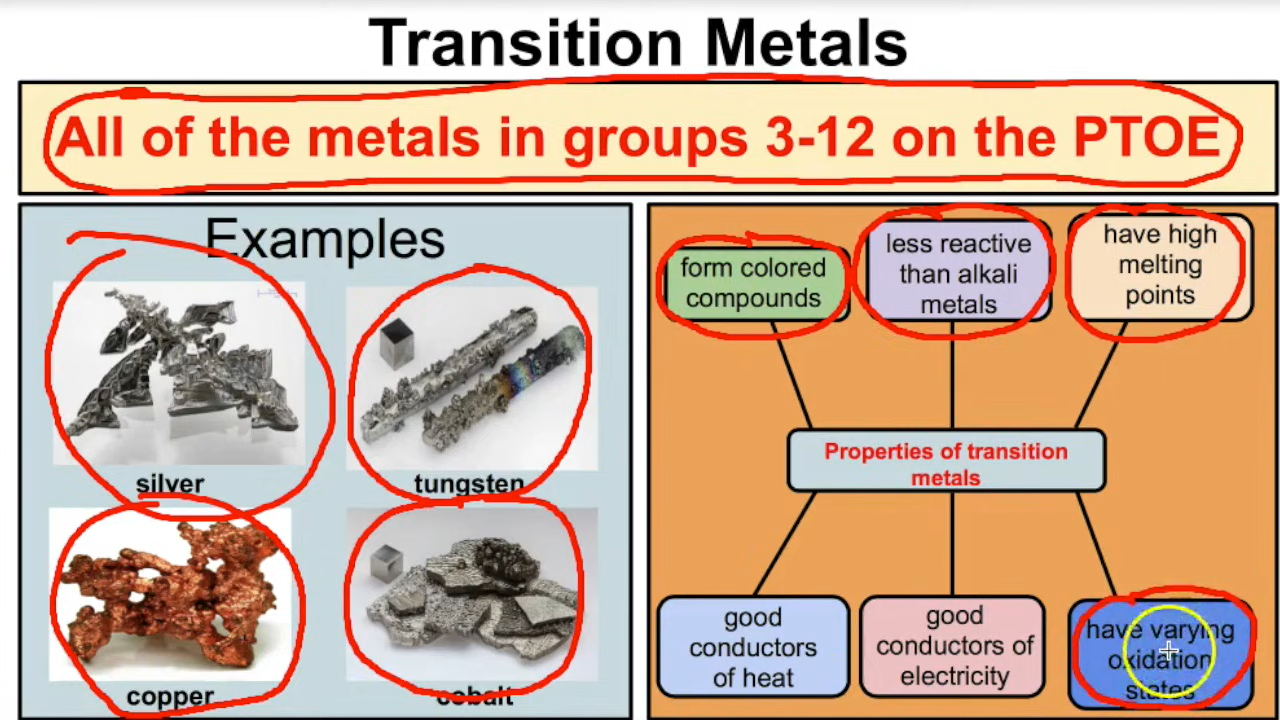 Transition Metals
All of the metals in groups 3-12 on the PTOE
Examples
silver
tungsten
copper
cobalt
form colored
compounds
less reactive
than alkali
metals
have high
melting
points
Properties of transition
metals
good
conductors
of heat
good
conductors of
electricity
have varying
oxidation
states